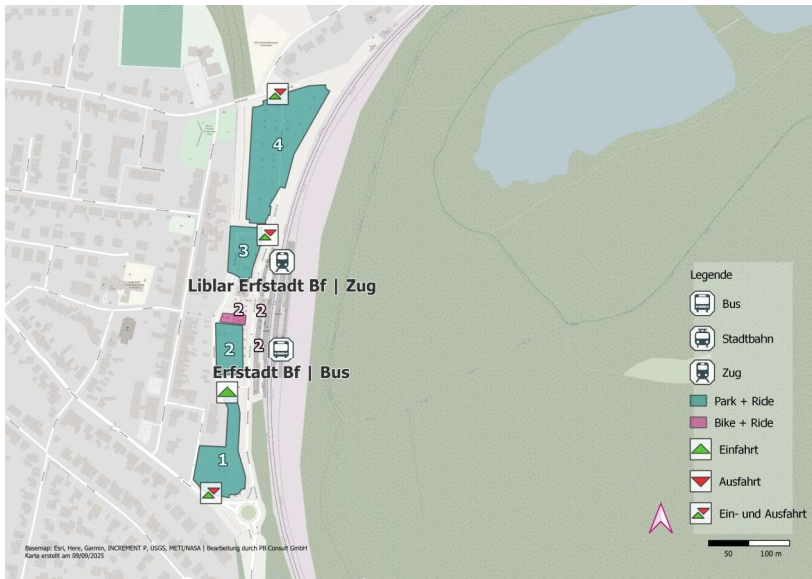 4
3
Liblar Erfstadt Bf | Zug
2
2
2
2
Erfstadt Bf | Bus
1
Legende
Bus
Stadtbahn
Zug
Park + Ride
Bike + Ride
Einfahrt
Ausfahrt
Ein- und Ausfahrt
50 100 m
Basemap: Esri, Here, Garmin, INCREMENT P, USGS, METI/NASA | Bearbeitung durch PB Consult GmbH
Karte erstellt am 09/09/2025